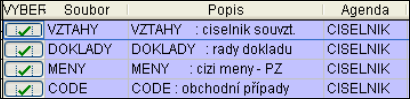 VYBER Soubor Popis Agenda
VZTAHY VZTAHY : ciselnik souvzt. CISELNIK
DOKLADY DOKLADY : rady dokladu CISELNIK
MENY MENY : cizi meny - PZ CISELNIK
CODE CODE : obchodní případy CISELNIK